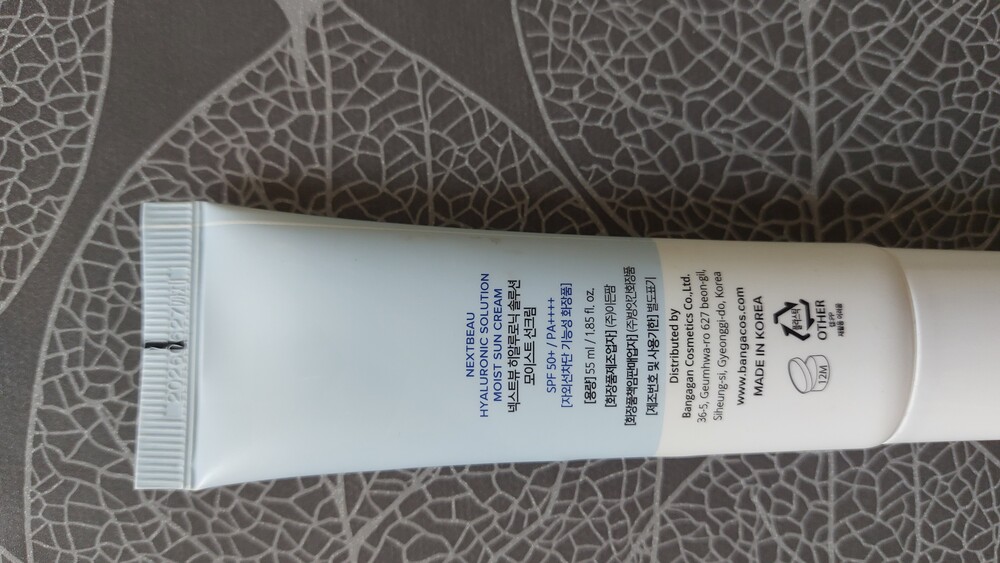 NEXTBEAU
HYALURONIC SOLUTION
MOIST SUN CREAM
넥스트뷰 히알루로닉 솔루션
모이스트 선크림
SPF 50+ / PA++++
[자외선차단 기능성 화장품]
[용량] 55 ml / 1.85 fl. oz.
[화장품제조업자] (주)이든팜
[화장품책임판매업자] (주)방앗간화장품
[제조번호 및 사용기한] 별도표기
Distributed by
Bangagan Cosmetics Co.,Ltd.
36-5, Geumhwa-ro 627 beon-gil,
Siheung-si, Gyeonggi-do, Korea
www.bangacos.com
MADE IN KOREA
12M
플라스틱
OTHER